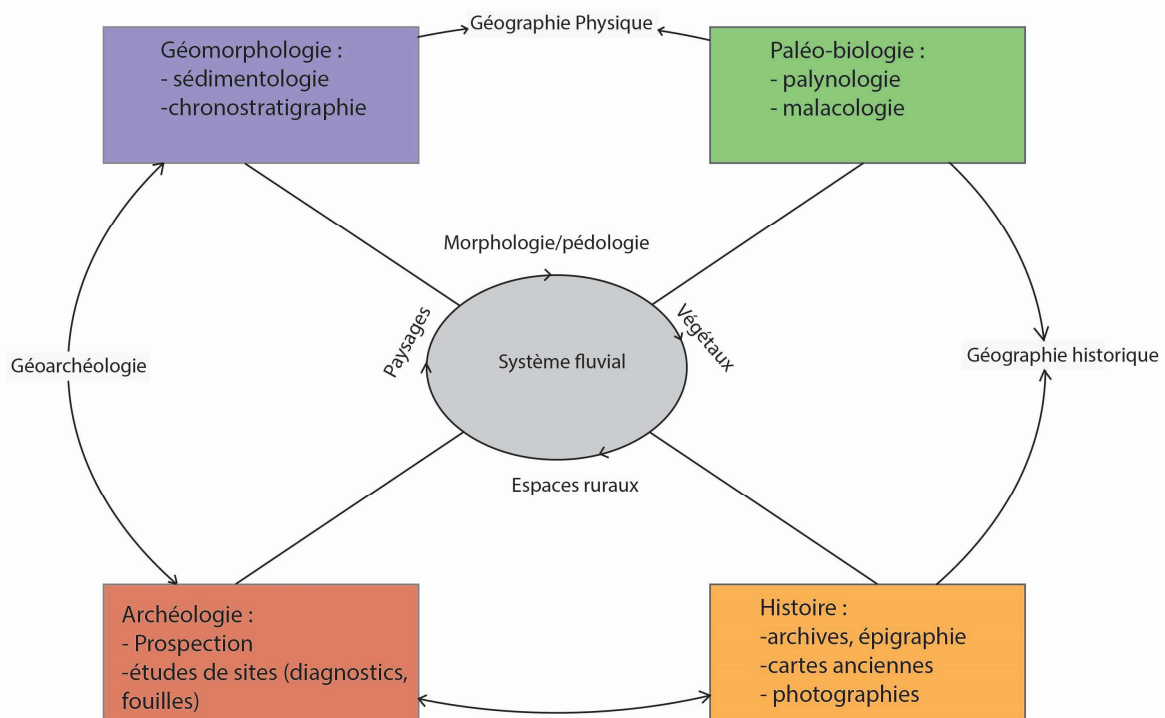 Géographie Physique
Géomorphologie :
- sédimentologie
-chronostratigraphie
Paléo-biologie :
- palynologie
- malacologie
Morphologie/pédologie
Paysages
Végétaux
Système fluvial
Géoarchéologie
Géographie historique
Espaces ruraux
Archéologie :
- Prospection
-études de sites (diagnostics,
fouilles)
Histoire :
-archives, épigraphie
-cartes anciennes
- photographies